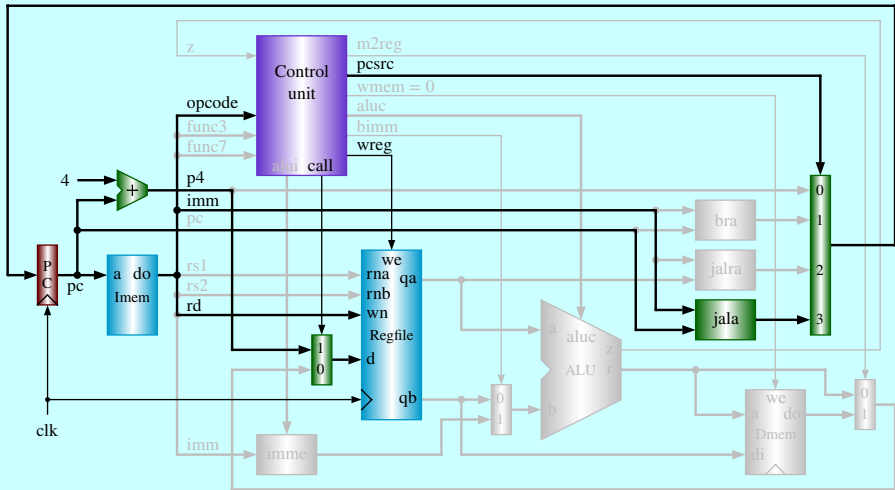 z
m2reg
Control
unit
pcsrc
wmem = 0
opcode
aluc
func3
bimm
func7
wreg
alui
call
4
p4
+
0
imm
pc
bra
1
P
C
pc
a
do
Imem
rs1
rs2
rd
we
rna
qa
rnb
wn
Regfile
d
qb
1
0
jalra
2
jala
3
a
aluc
z
ALU
r
b
0
1
0
1
we
a
do
Dmem
di
clk
imm
imme